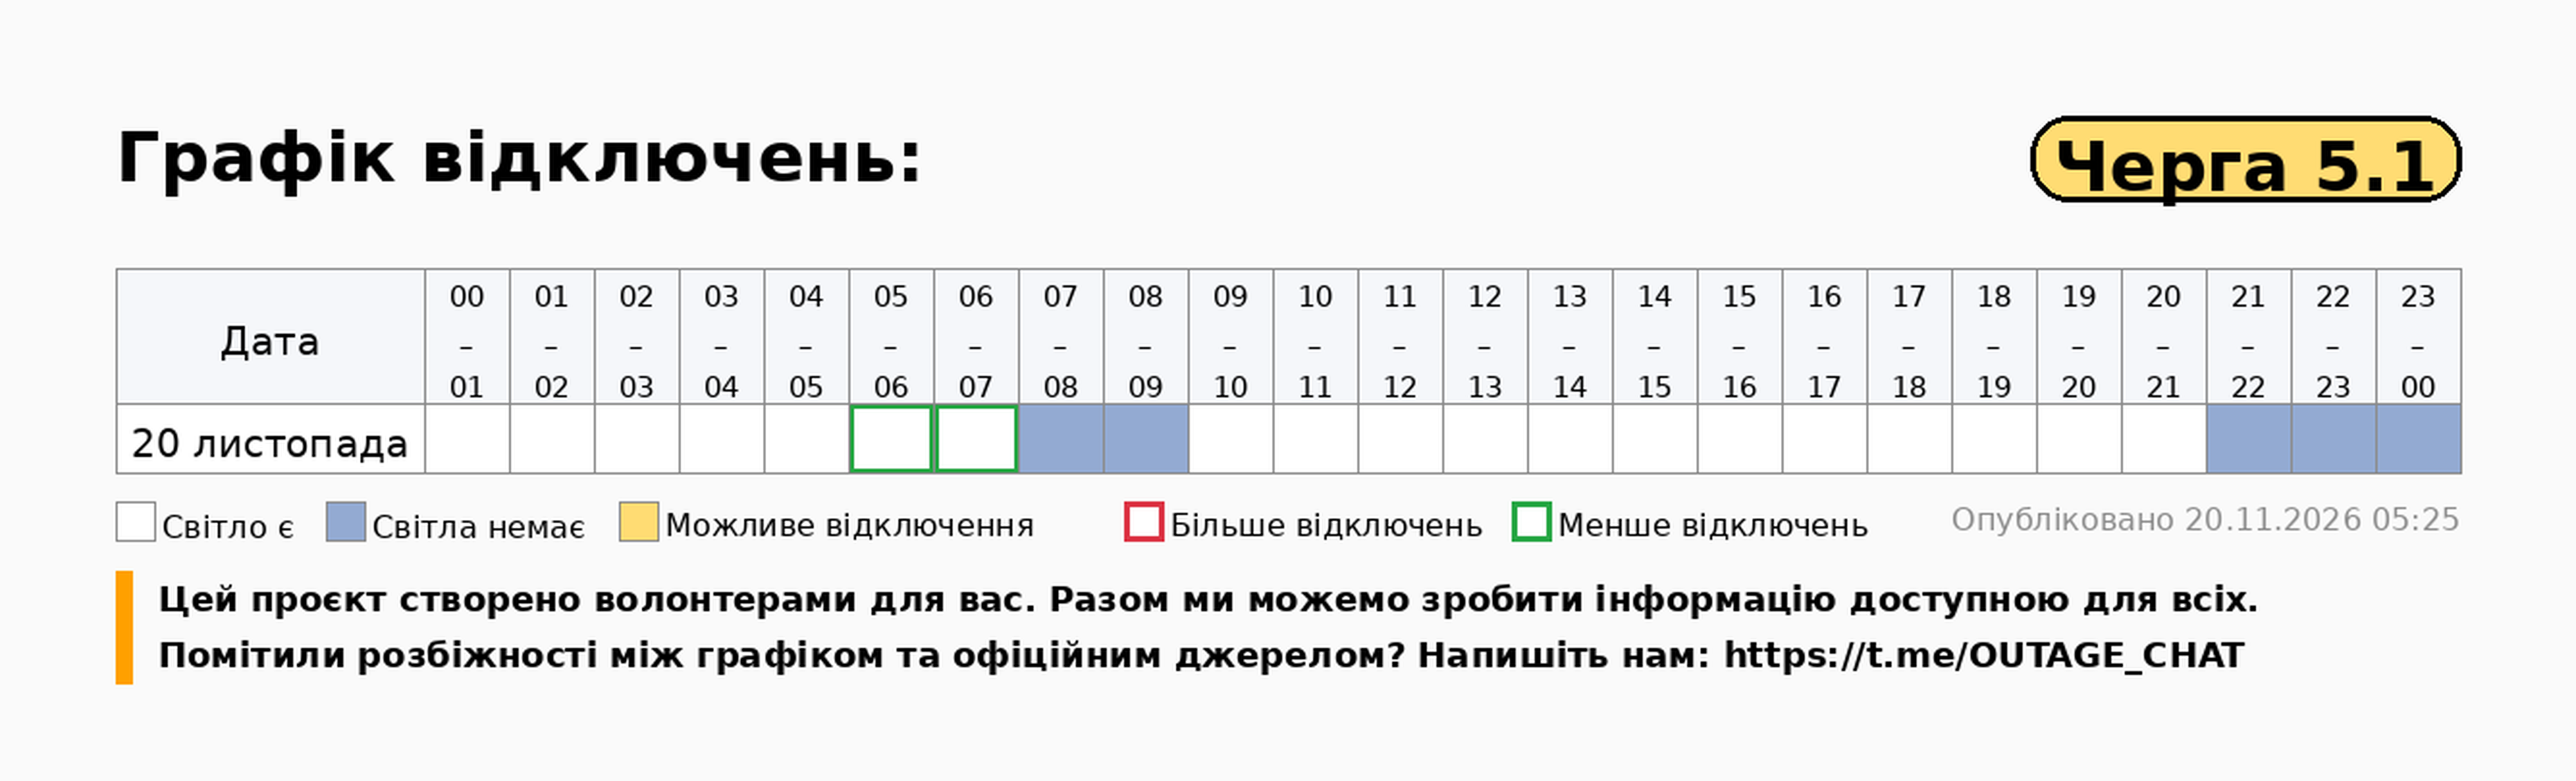 Графік відключень:
Черга 5.1
Дата 00–01 01–02 02–03 03–04 04–05 05–06 06–07 07–08 08–09 09–10 10–11 11–12 12–13 13–14 14–15 15–16 16–17 17–18 18–19 19–20 20–21 21–22 22–23 23–00
20 листопада
Світло є Світла немає Можливе відключення Більше відключень Менше відключень Опубліковано 20.11.2026 05:25
Цей проєкт створено волонтерами для вас. Разом ми можемо зробити інформацію доступною для всіх.
Помітили розбіжності між графіком та офіційним джерелом? Напишіть нам: https://t.me/OUTAGE_CHAT